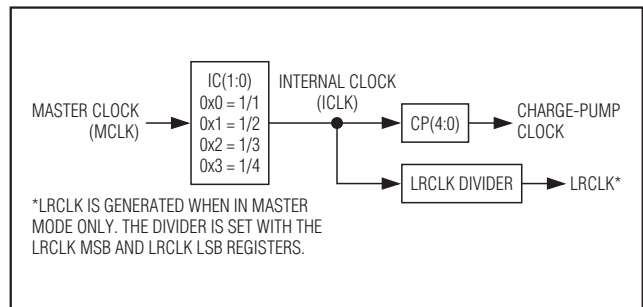 MASTER CLOCK
(MCLK)
IC(1:0)
0x0 = 1/1
0x1 = 1/2
0x2 = 1/3
0x3 = 1/4
INTERNAL CLOCK
(ICLK)
CP(4:0)
CHARGE-PUMP
CLOCK
LRCLK DIVIDER
LRCLK*
*LRCLK IS GENERATED WHEN IN MASTER
MODE ONLY. THE DIVIDER IS SET WITH THE
LRCLK MSB AND LRCLK LSB REGISTERS.